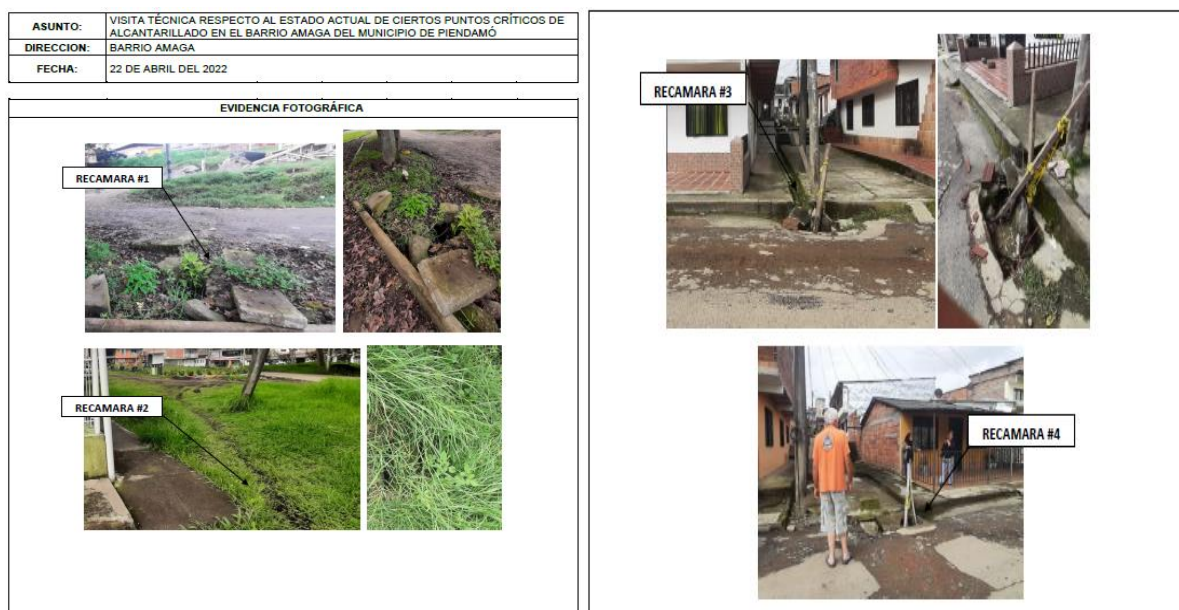 ASUNTO: VISITA TÉCNICA RESPECTO AL ESTADO ACTUAL DE CIERTOS PUNTOS CRÍTICOS DE
ALCANTARILLADO EN EL BARRIO AMAGA DEL MUNICIPIO DE PIENDAMÓ
DIRECCION: BARRIO AMAGA
FECHA: 22 DE ABRIL DEL 2022
EVIDENCIA FOTOGRÁFICA
RECAMARA #1
RECAMARA #2
RECAMARA #3
RECAMARA #4